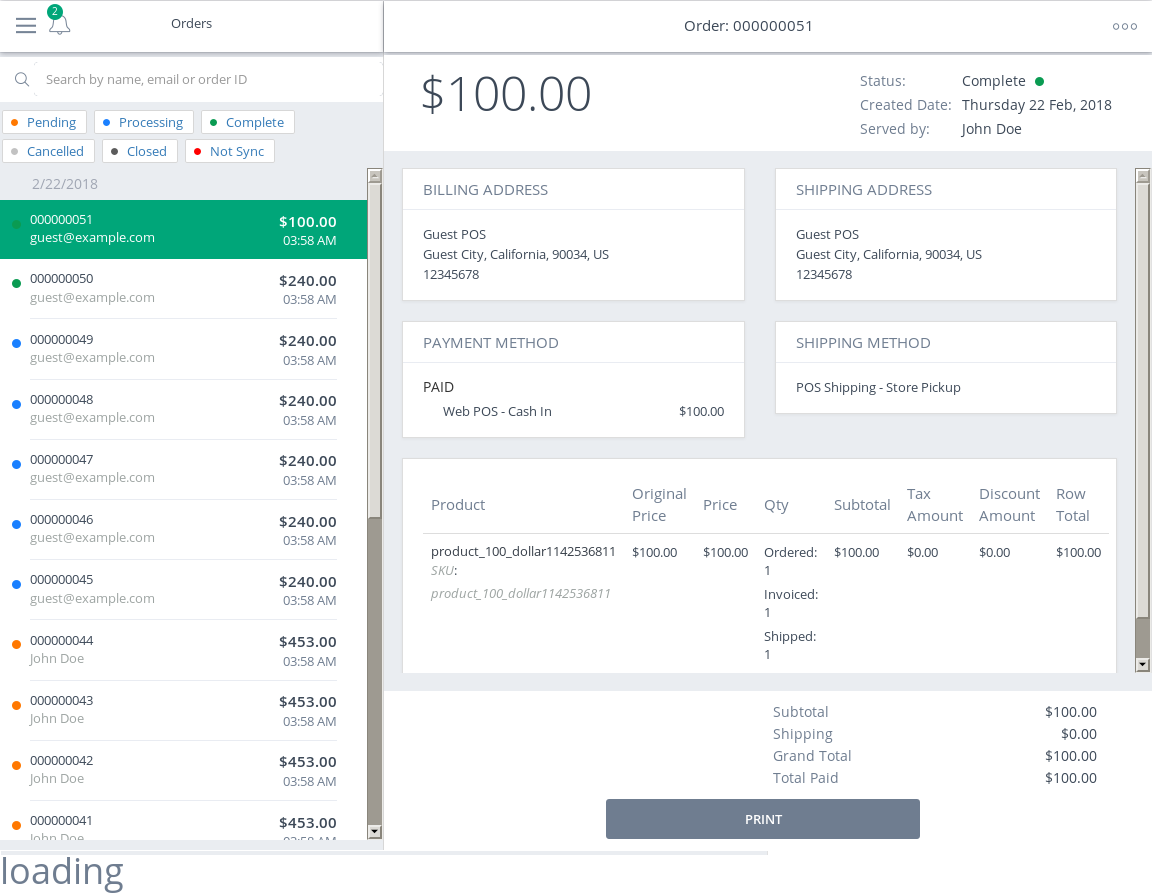 2
Orders
Order: 000000051
Search by name, email or order ID
Pending
Processing
Complete
Cancelled
Closed
Not Sync
2/22/2018
000000051 $100.00
guest@example.com 03:58 AM
000000050 $240.00
guest@example.com 03:58 AM
000000049 $240.00
guest@example.com 03:58 AM
000000048 $240.00
guest@example.com 03:58 AM
000000047 $240.00
guest@example.com 03:58 AM
000000046 $240.00
guest@example.com 03:58 AM
000000045 $240.00
guest@example.com 03:58 AM
000000044 $453.00
John Doe 03:58 AM
000000043 $453.00
John Doe 03:58 AM
000000042 $453.00
John Doe 03:58 AM
000000041 $453.00
John Doe 03:58 AM
$100.00
Status: Complete
Created Date: Thursday 22 Feb, 2018
Served by: John Doe
BILLING ADDRESS
Guest POS
Guest City, California, 90034, US
12345678
SHIPPING ADDRESS
Guest POS
Guest City, California, 90034, US
12345678
PAYMENT METHOD
PAID
Web POS - Cash In $100.00
SHIPPING METHOD
POS Shipping - Store Pickup
Product
Original
Price
Price
Qty
Subtotal
Tax
Amount
Discount
Amount
Row
Total
product_100_dollar1142536811
SKU:
product_100_dollar1142536811
$100.00
$100.00
Ordered:
1
Invoiced:
1
Shipped:
1
$100.00
$0.00
$0.00
$100.00
Subtotal $100.00
Shipping $0.00
Grand Total $100.00
Total Paid $100.00
PRINT
loading